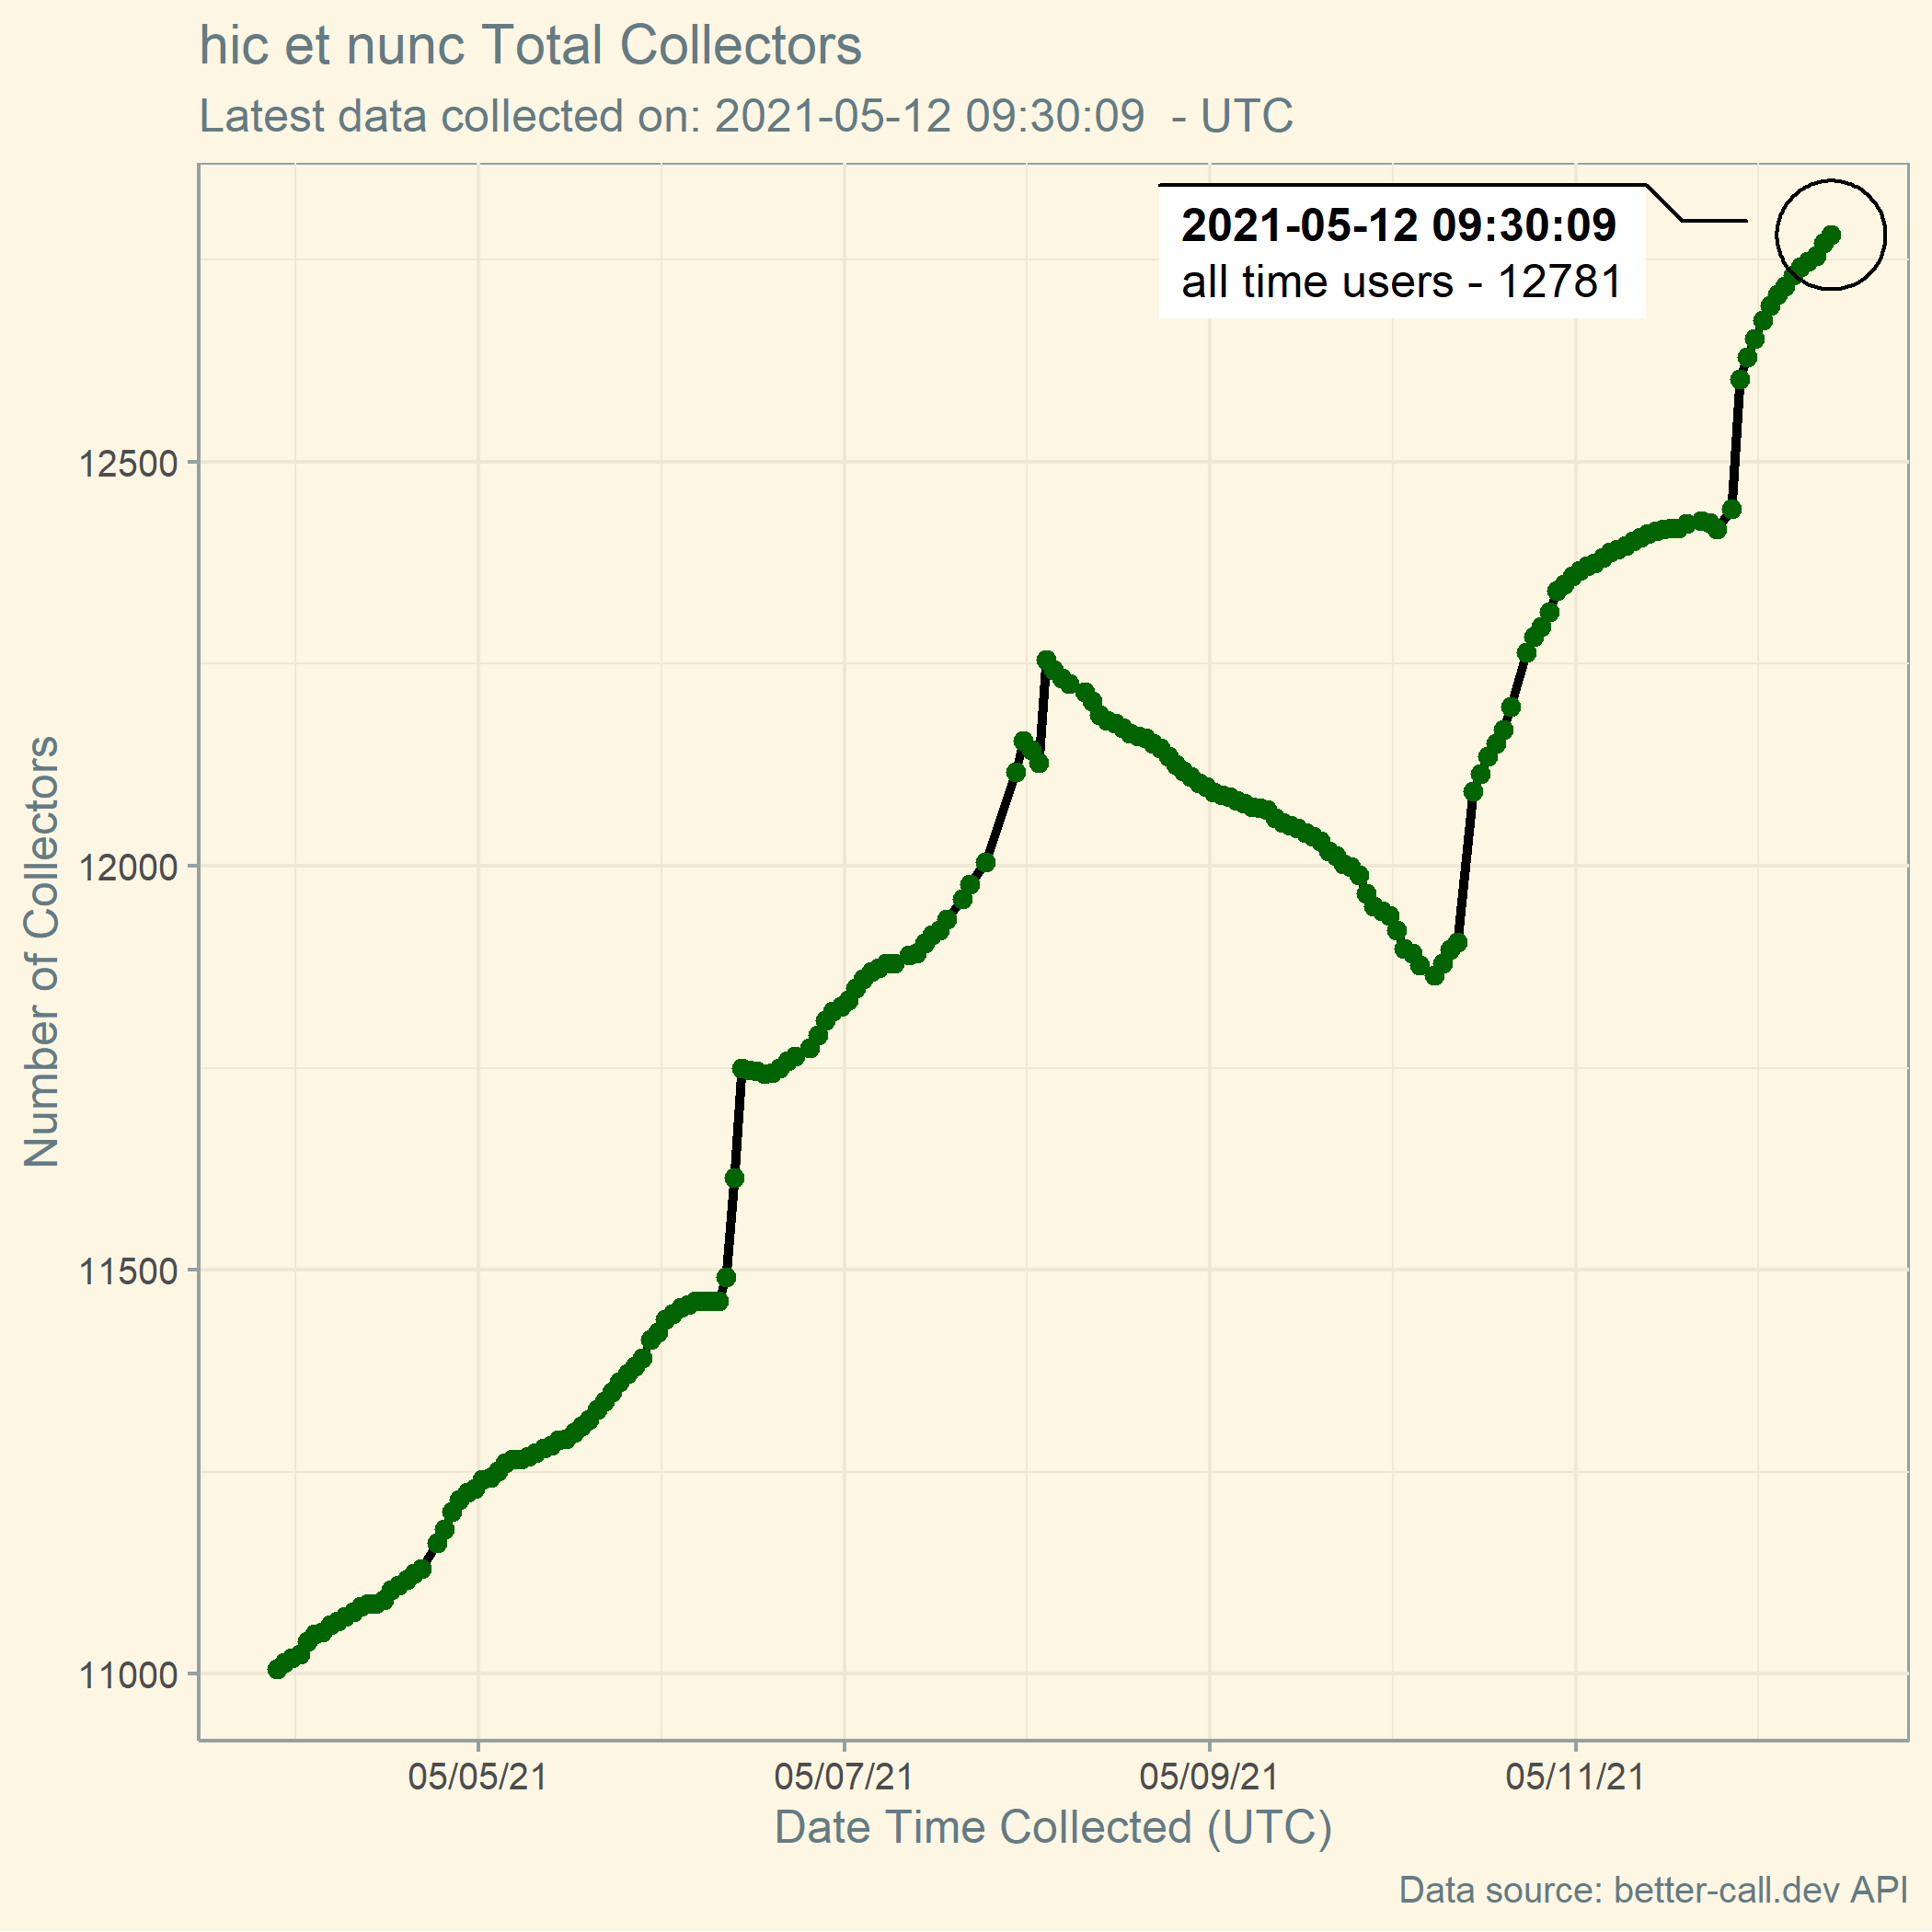 hic et nunc Total Collectors
Latest data collected on: 2021-05-12 09:30:09  - UTC
2021-05-12 09:30:09
all time users - 12781
Number of Collectors
12500
12000
11500
11000
05/05/21
05/07/21
05/09/21
05/11/21
Date Time Collected (UTC)
Data source: better-call.dev API